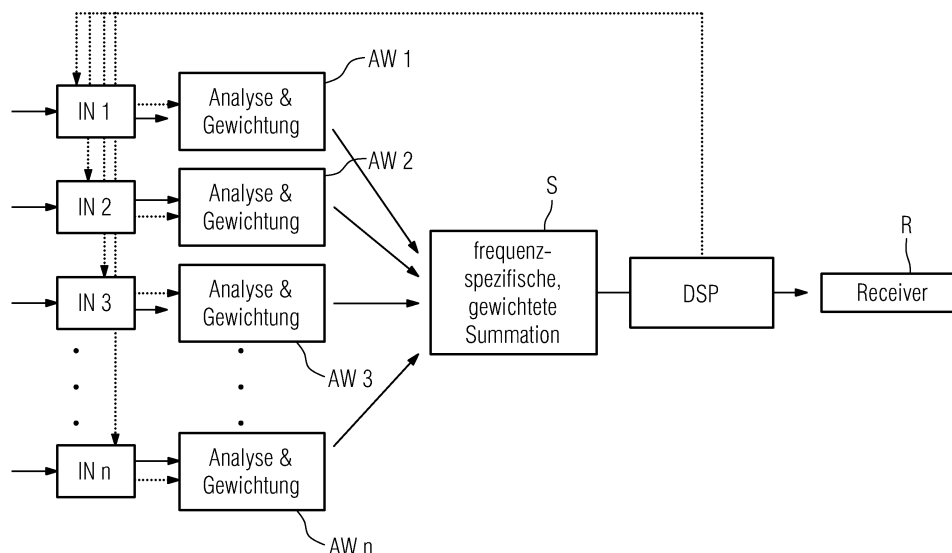 AW 1
Analyse &
Gewichtung
IN 1
AW 2
Analyse &
Gewichtung
IN 2
S
frequenz-
spezifische,
gewichtete
Summation
R
DSP
Receiver
Analyse &
Gewichtung
IN 3
AW 3
Analyse &
Gewichtung
IN n
AW n